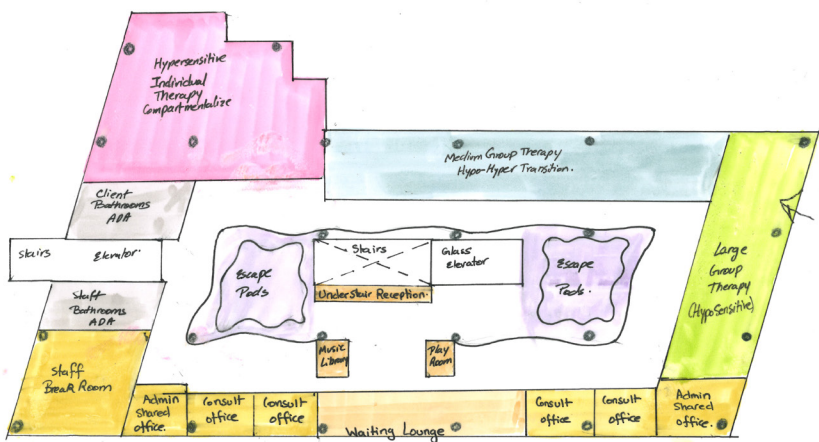 Hypersensitive
Individual
Therapy
Compartmentalize
Medium Group Therapy
Hypo-Hyper Transition.
Client
Bathrooms
ADA
Stairs
Elevator.
Staff
Bathrooms
ADA
Staff
Break Room
Escape
Pods
Stairs
Glass
Elevator
Understair Reception.
Escape
Pods.
Large
Group
Therapy
(HypoSensitive)
Music
Library
Play
Room
Admin
Shared
office.
Consult
office
Consult
office
Waiting Lounge
Consult
office
Consult
office
Admin
Shared
office